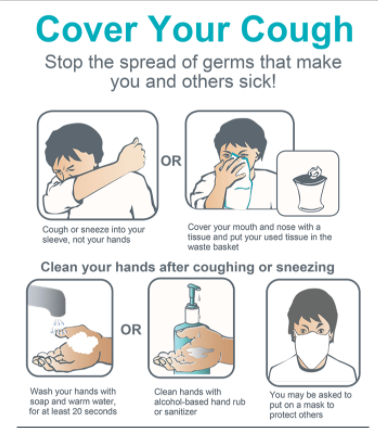 Cover Your Cough
Stop the spread of germs that make
you and others sick!
OR
Cough or sneeze into your
sleeve, not your hands
Cover your mouth and nose with a
tissue and put your used tissue in the
waste basket
Clean your hands after coughing or sneezing
OR
Wash your hands with
soap and warm water,
for at least 20 seconds
Clean hands with
alcohol-based hand rub
or sanitizer
You may be asked to
put on a mask to
protect others